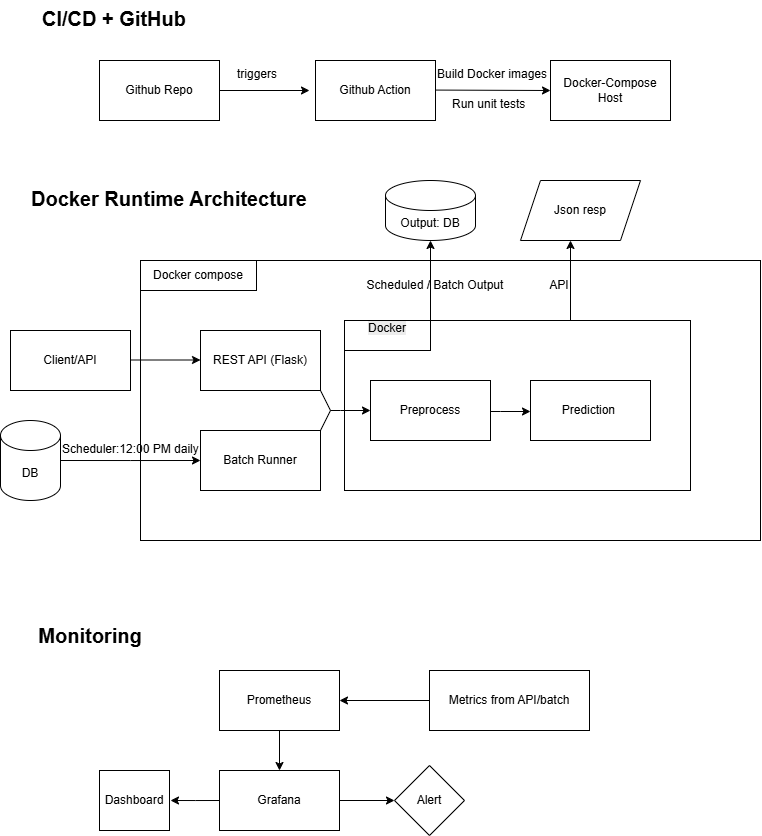 CI/CD + GitHub
Github Repo
triggers
Github Action
Build Docker images
Run unit tests
Docker-Compose
Host
Docker Runtime Architecture
Output: DB
Json resp
Docker compose
Scheduled / Batch Output
API
Docker
Client/API
REST API (Flask)
Preprocess
Prediction
DB
Scheduler:12:00 PM daily
Batch Runner
Monitoring
Prometheus
Metrics from API/batch
Dashboard
Grafana
Alert